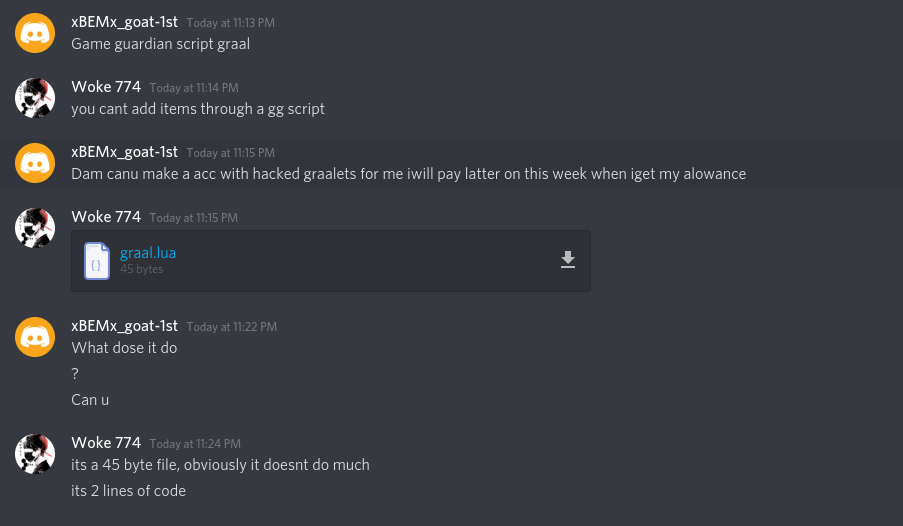 xBEMx_goat-1st Today at 11:13 PM
Game guardian script graal
Woke 774 Today at 11:14 PM
you cant add items through a gg script
xBEMx_goat-1st Today at 11:15 PM
Dam canu make a acc with hacked graalets for me iwill pay latter on this week when iget my alowance
Woke 774 Today at 11:15 PM
graal.lua
45 bytes
xBEMx_goat-1st Today at 11:22 PM
What dose it do
?
Can u
Woke 774 Today at 11:24 PM
its a 45 byte file, obviously it doesnt do much
its 2 lines of code